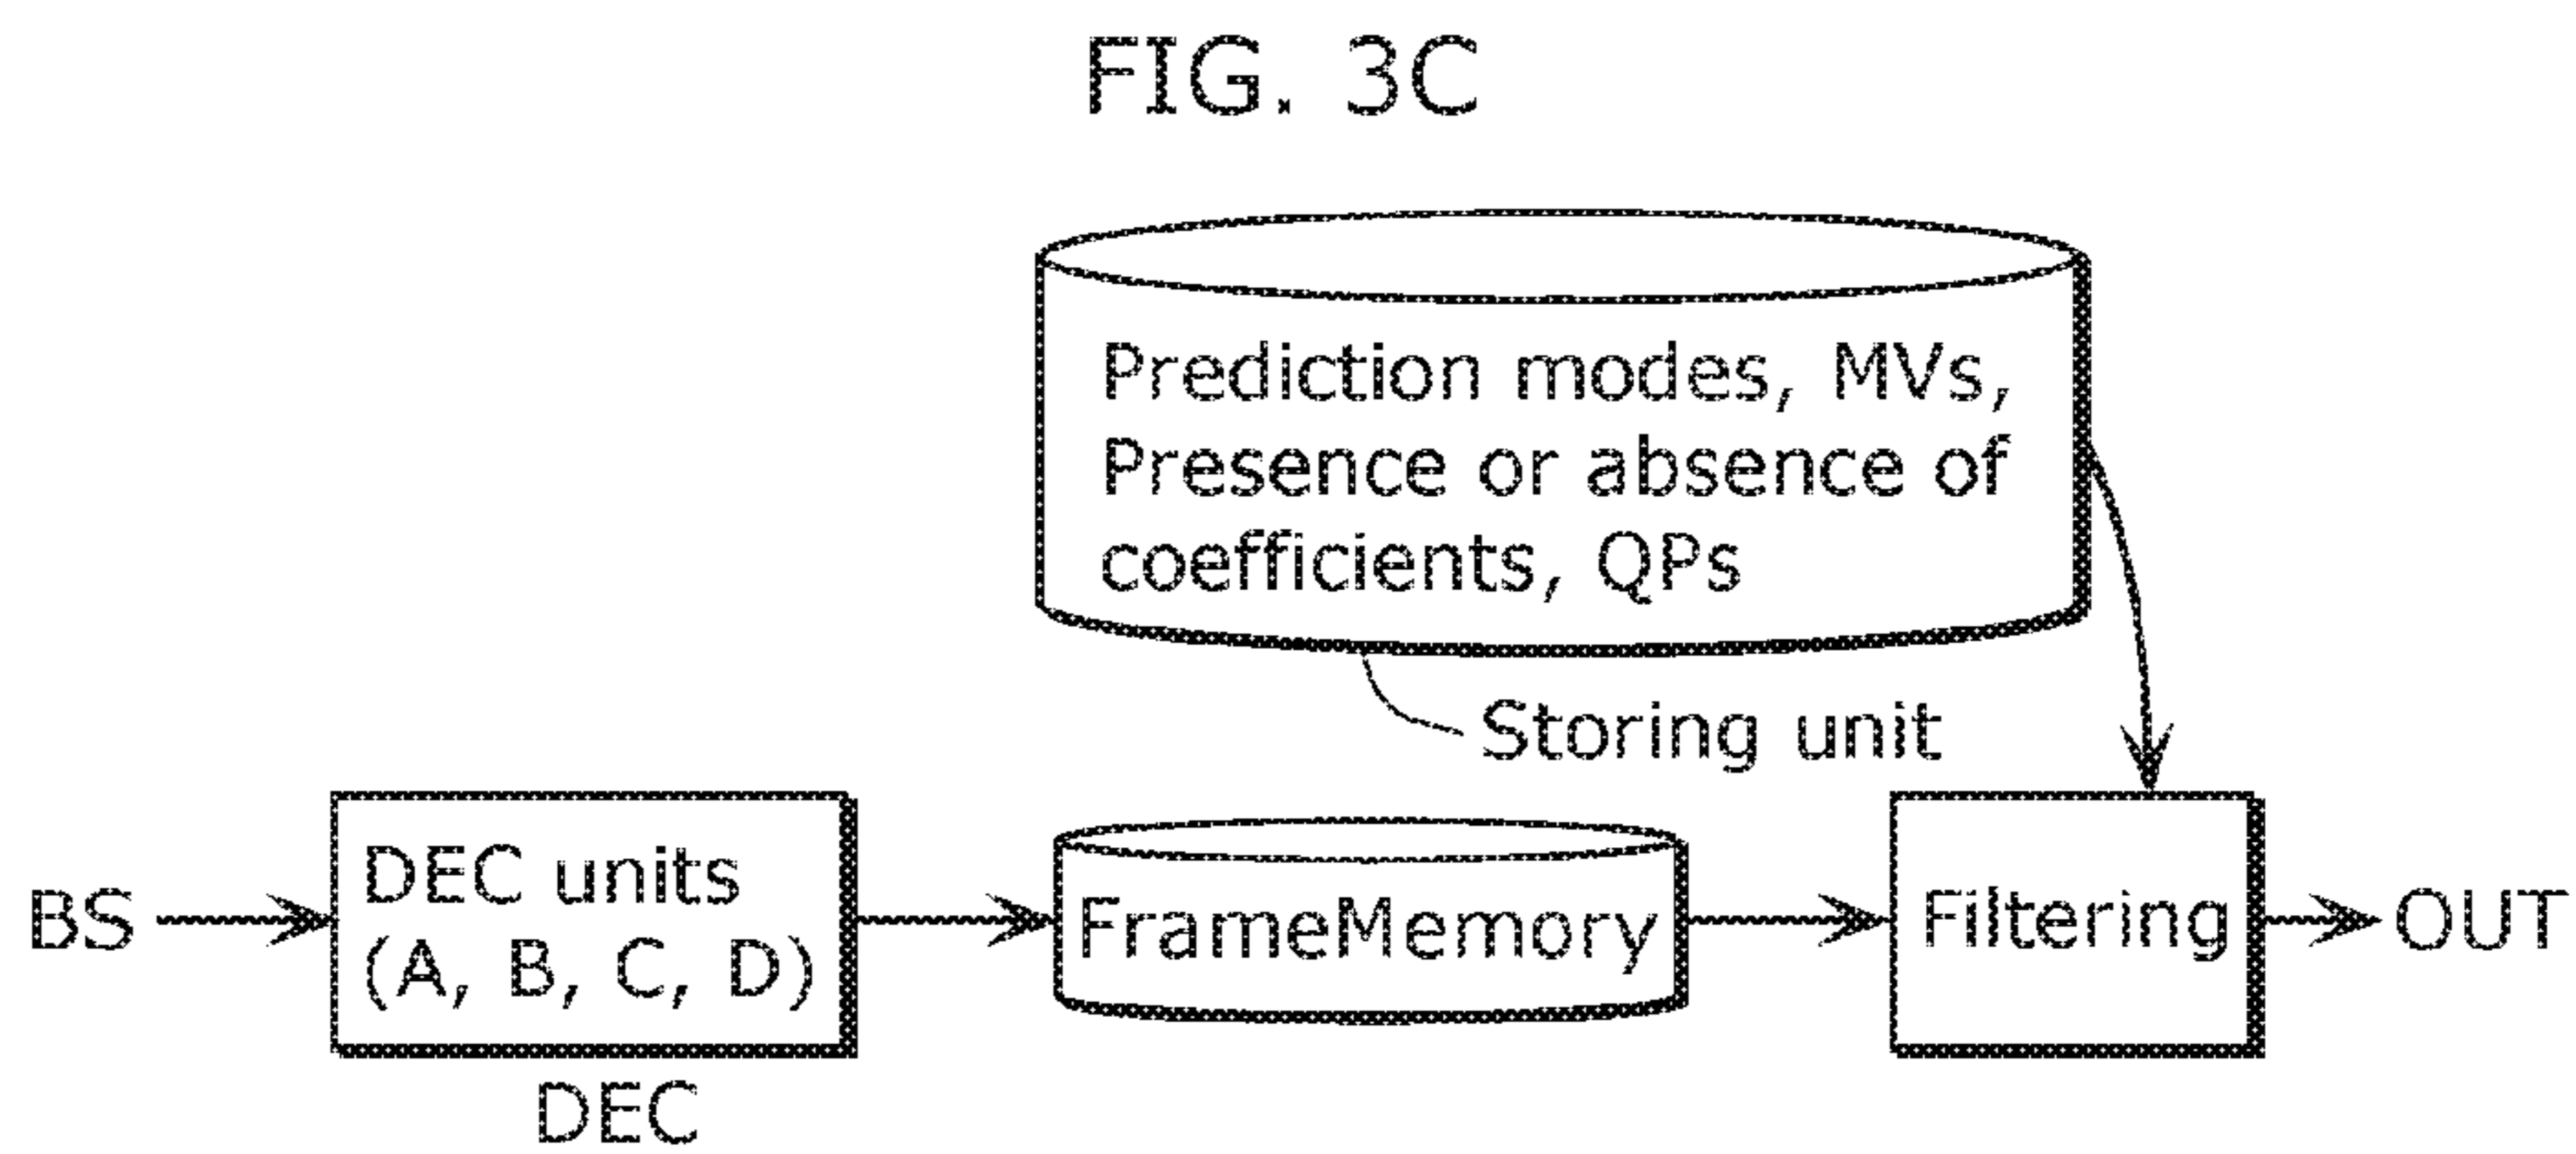 FIG. 3C
Prediction modes, MVs,
Presence or absence of
coefficients, QPs
Storing unit
BS
DEC units
(A, B, C, D)
DEC
FrameMemory
Filtering
OUT